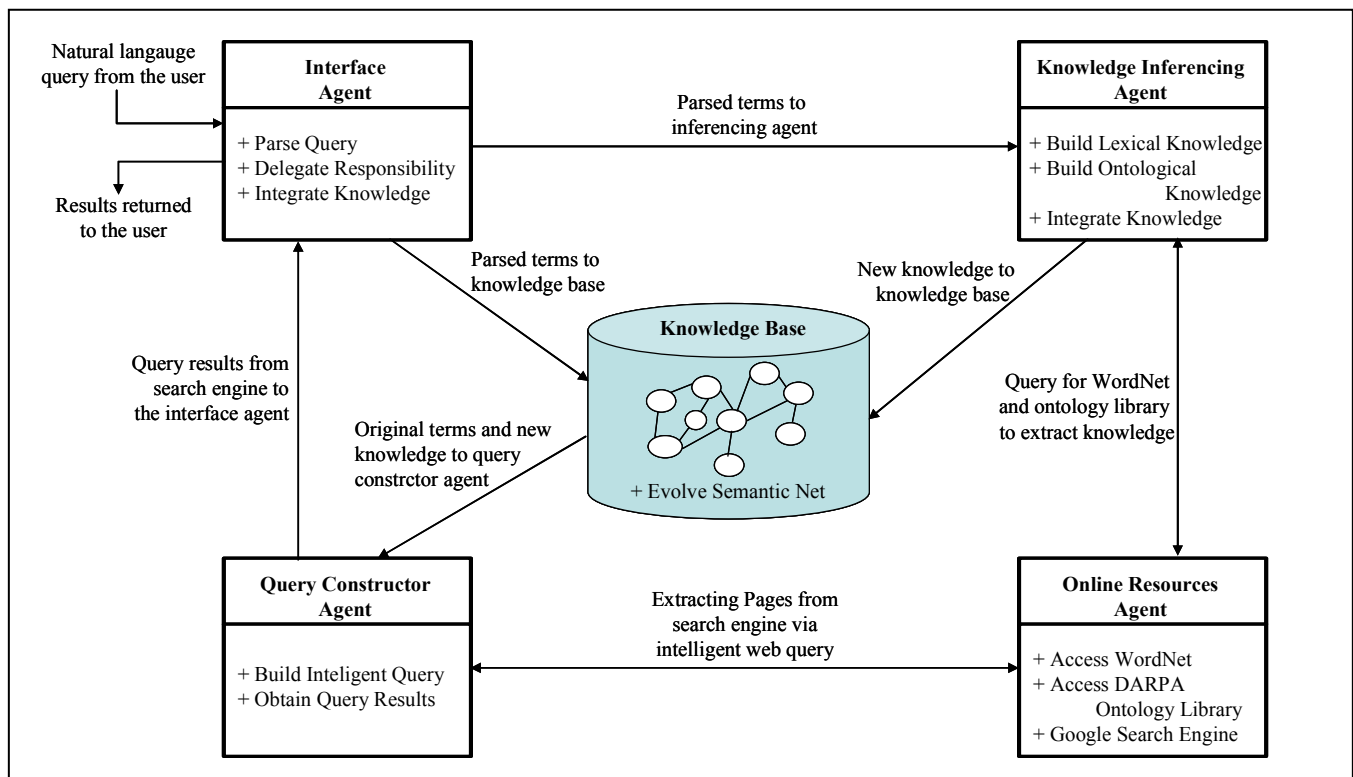 Natural langauge
query from the user
Results returned
to the user
Interface
Agent
+ Parse Query
+ Delegate Responsibility
+ Integrate Knowledge
Parsed terms to
inferencing agent
Knowledge Inferencing
Agent
+ Build Lexical Knowledge
+ Build Ontological
Knowledge
+ Integrate Knowledge
Parsed terms to
knowledge base
New knowledge to
knowledge base
Knowledge Base
+ Evolve Semantic Net
Query results from
search engine to
the interface agent
Original terms and new
knowledge to query
constrctor agent
Query for WordNet
and ontology library
to extract knowledge
Query Constructor
Agent
+ Build Inteligent Query
+ Obtain Query Results
Extracting Pages from
search engine via
intelligent web query
Online Resources
Agent
+ Access WordNet
+ Access DARPA
Ontology Library
+ Google Search Engine